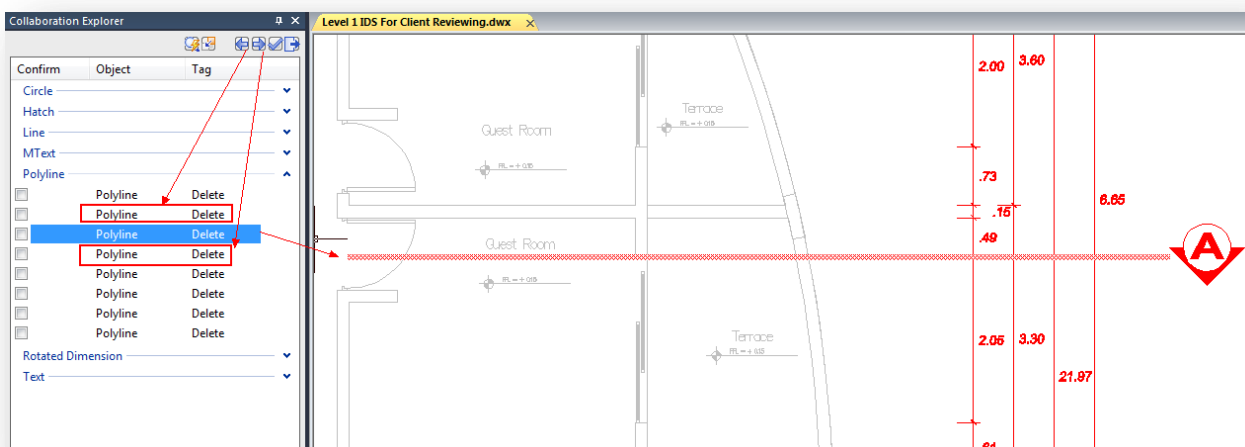 Collaboration Explorer
Level 1 IDS For Client Reviewing.dwx
Confirm Object Tag
Circle
Hatch
Line
MText
Polyline
Polyline Delete
Polyline Delete
Polyline Delete
Polyline Delete
Polyline Delete
Polyline Delete
Polyline Delete
Polyline Delete
Rotated Dimension
Text
2.00 3.60
Terrace
Guest Room
.73
6.65
.15
.49
Guest Room
A
Terrace
2.05 3.30
21.97
.61